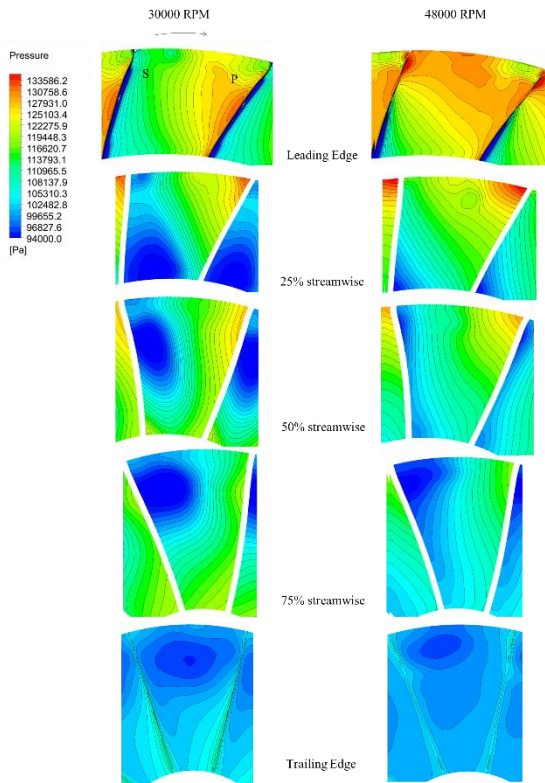 30000 RPM
48000 RPM
Pressure
133586.2
130758.6
127931.0
125103.4
122275.9
119448.3
116620.7
113793.1
110965.5
108137.9
105310.3
102482.8
99655.2
96827.6
94000.0
[Pa]
S
P
Leading Edge
25% streamwise
50% streamwise
75% streamwise
Trailing Edge